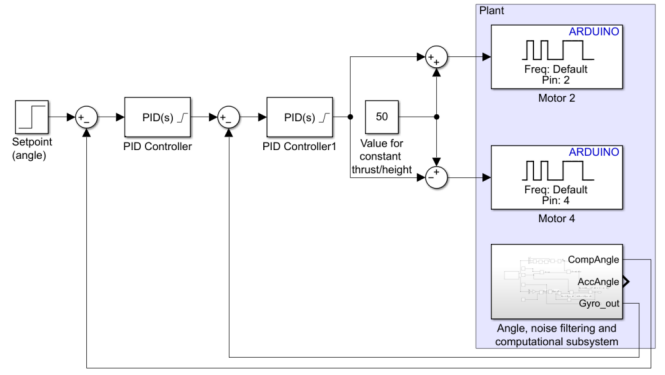 Plant
ARDUINO
Freq: Default
Pin: 2
Motor 2
Setpoint
(angle)
PID(s)
PID Controller
PID(s)
PID Controller1
50
Value for
constant
thrust/height
ARDUINO
Freq: Default
Pin: 4
Motor 4
CompAngle
AccAngle
Gyro_out
Angle, noise filtering and
computational subsystem